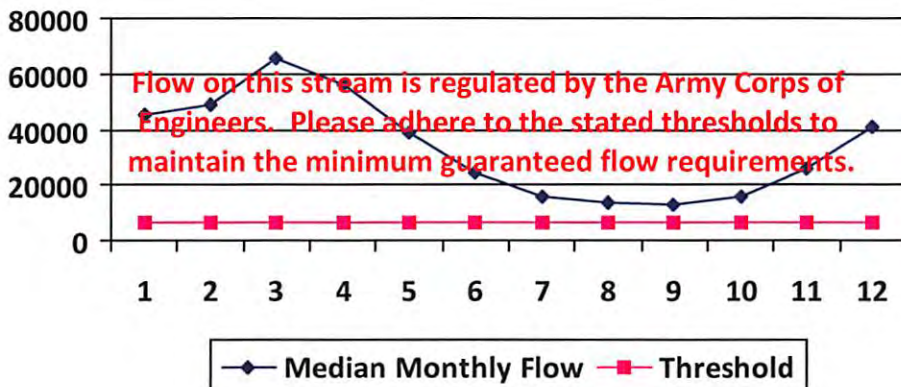 80000
60000
40000
20000
0
Flow on this stream is regulated by the Army Corps of
Engineers. Please adhere to the stated thresholds to
maintain the minimum guaranteed flow requirements.
1 2 3 4 5 6 7 8 9 10 11 12
Median Monthly Flow Threshold